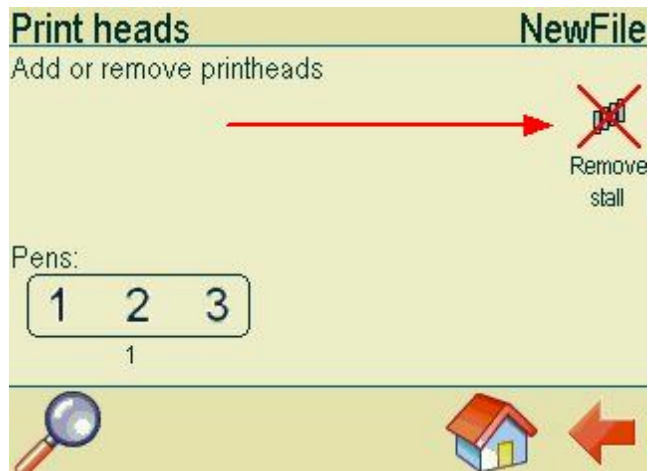 Print heads NewFile
Add or remove printheads
Remove
stall
Pens:
1 2 3
1